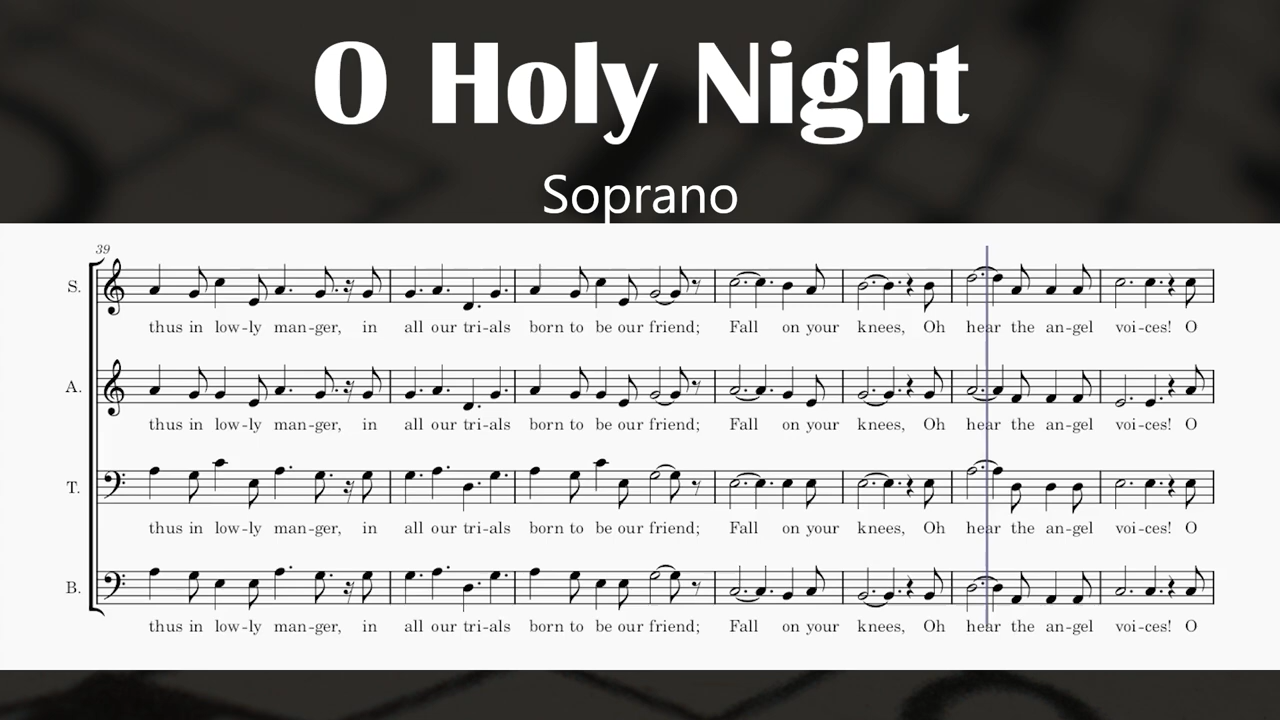 O Holy Night
Soprano
39
S.
thus in low-ly man-ger, in all our tri-als born to be our friend; Fall on your knees, Oh hear the an-gel voi-ces! O
A.
thus in low-ly man-ger, in all our tri-als born to be our friend; Fall on your knees, Oh hear the an-gel voi-ces! O
T.
thus in low-ly man-ger, in all our tri-als born to be our friend; Fall on your knees, Oh hear the an-gel voi-ces! O
B.
thus in low-ly man-ger, in all our tri-als born to be our friend; Fall on your knees, Oh hear the an-gel voi-ces! O